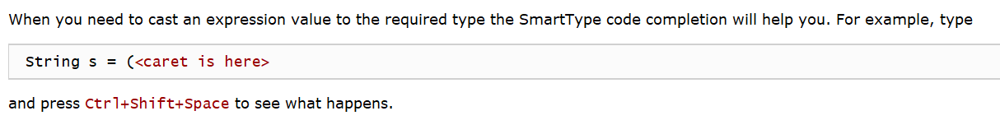 When you need to cast an expression value to the required type the SmartType code completion will help you. For example, type
String s = (<caret is here>
and press Ctrl+Shift+Space to see what happens.